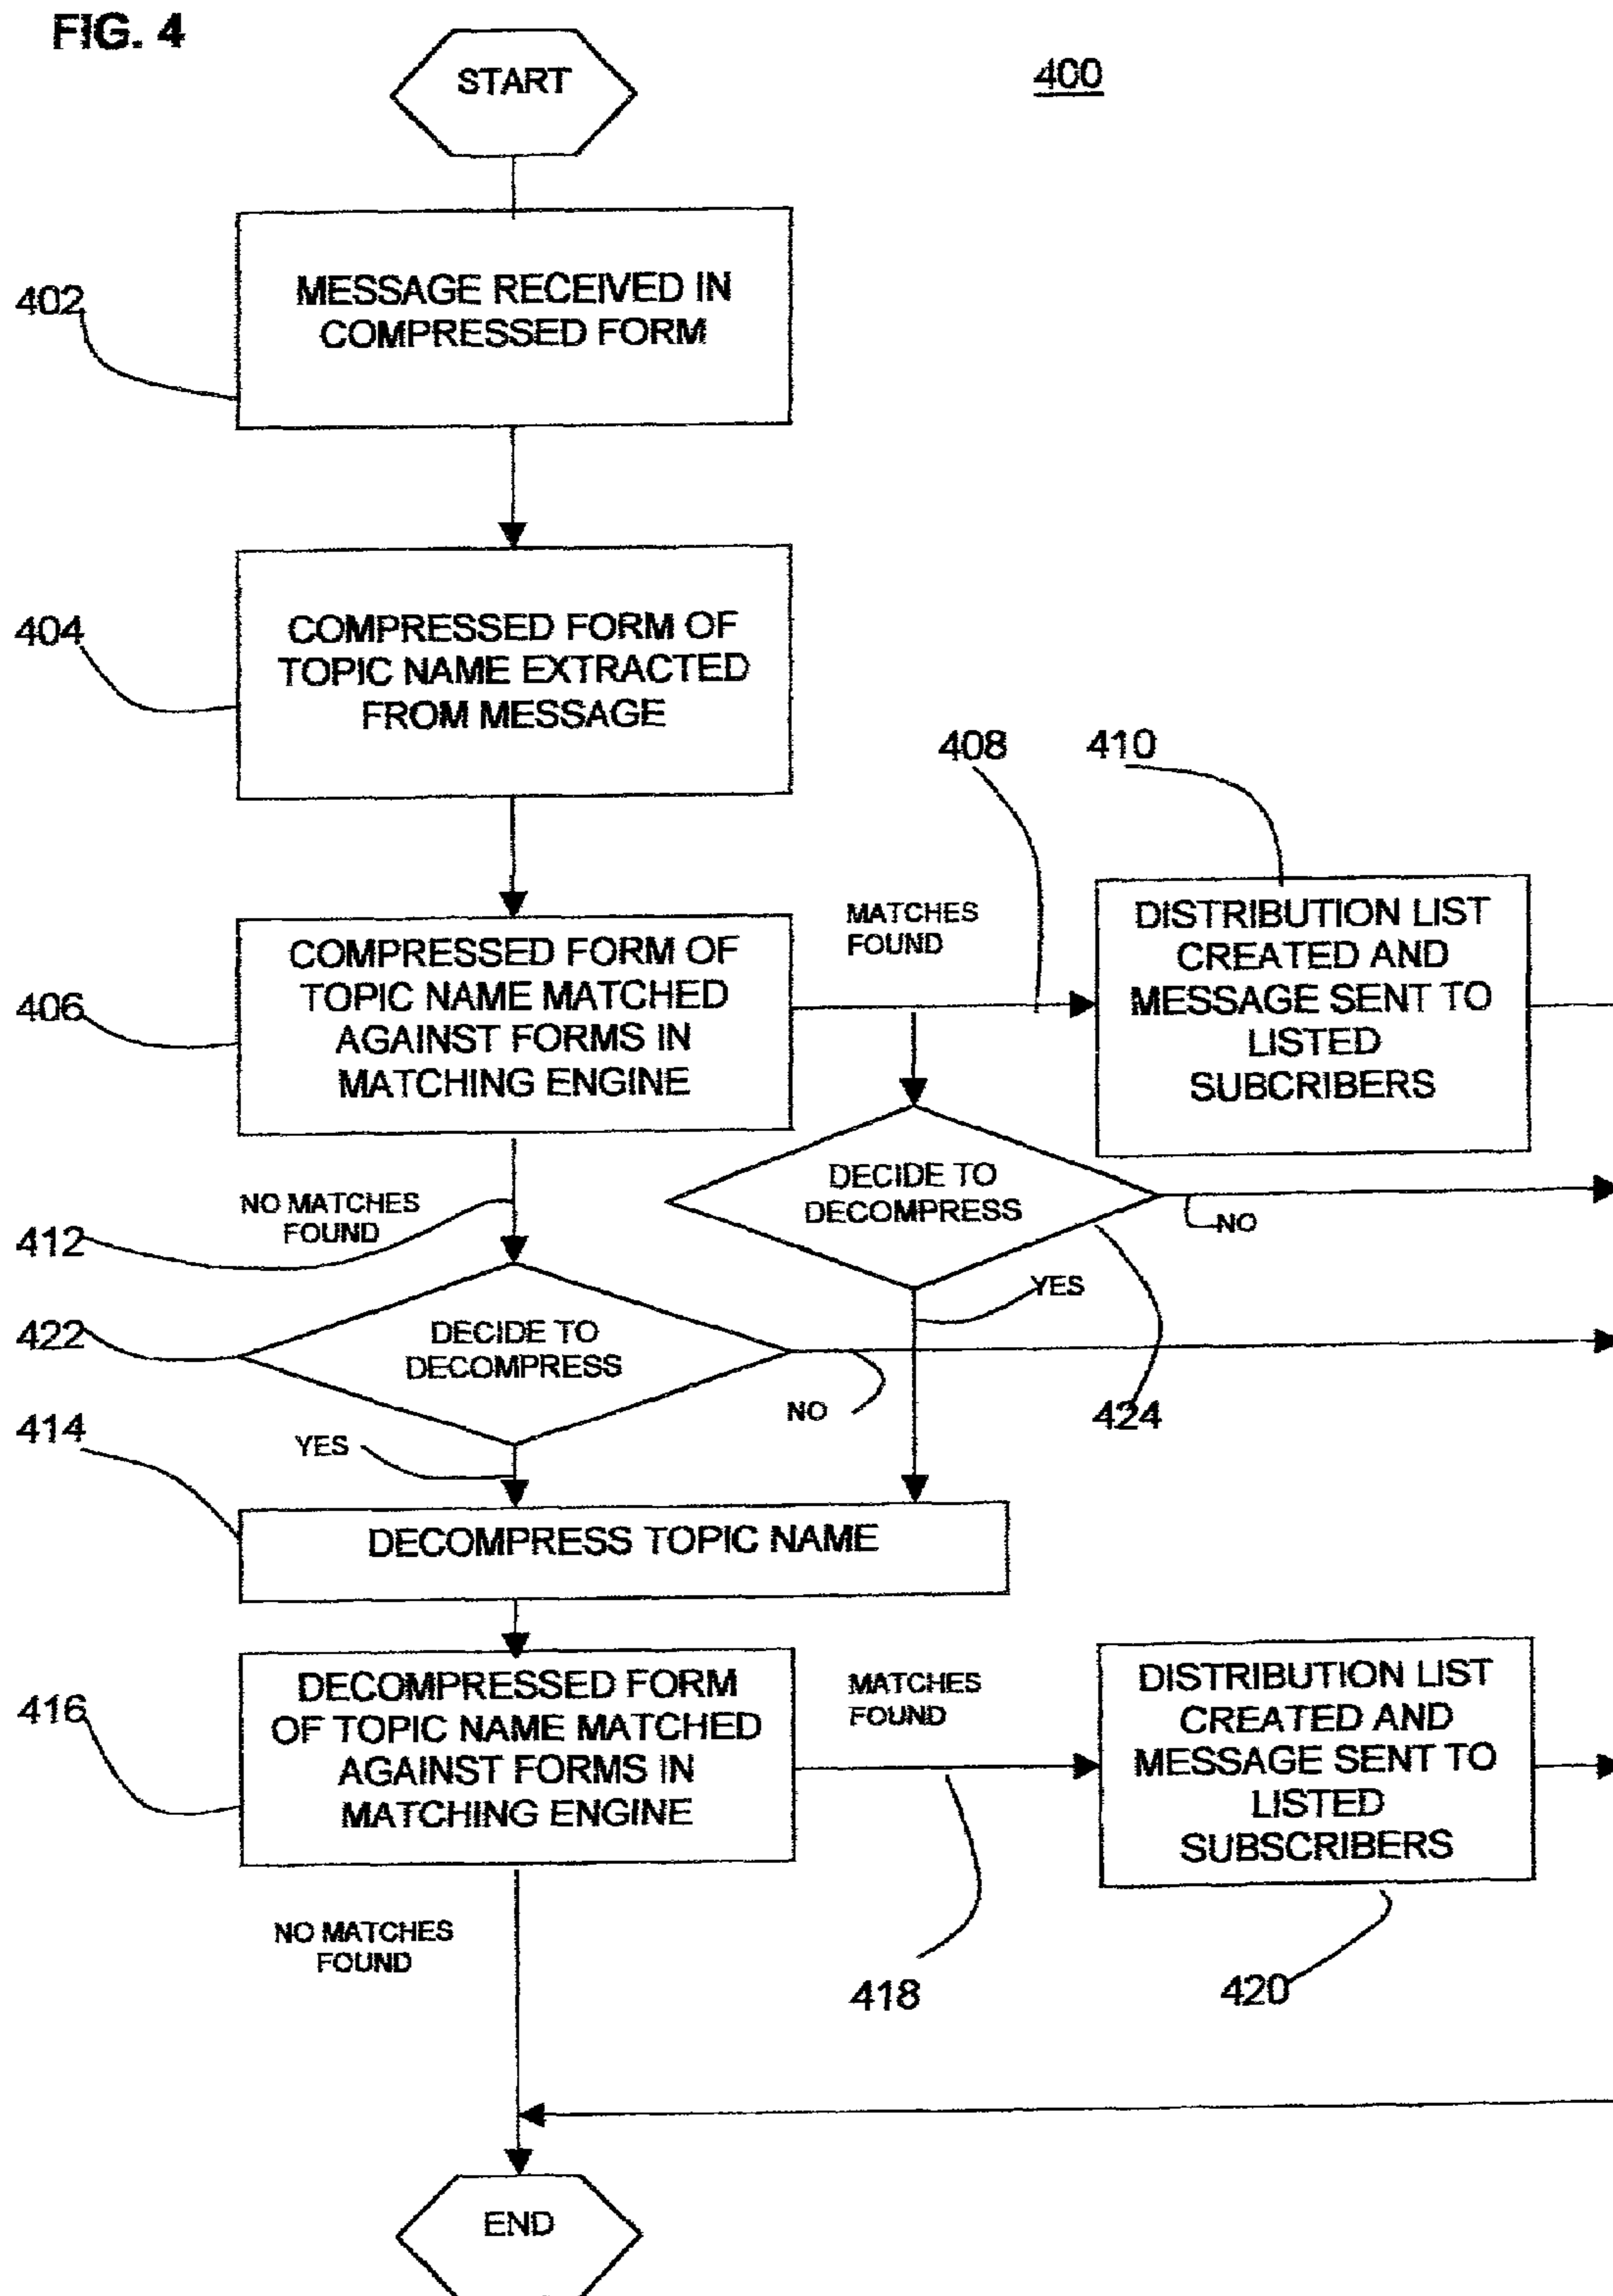 FIG. 4
START
400
402
MESSAGE RECEIVED IN
COMPRESSED FORM
404
COMPRESSED FORM OF
TOPIC NAME EXTRACTED
FROM MESSAGE
408
410
406
COMPRESSED FORM OF
TOPIC NAME MATCHED
AGAINST FORMS IN
MATCHING ENGINE
MATCHES
FOUND
DISTRIBUTION LIST
CREATED AND
MESSAGE SENT TO
LISTED
SUBCRIBERS
NO MATCHES
FOUND
412
DECIDE TO
DECOMPRESS
NO
YES
424
422
DECIDE TO
DECOMPRESS
NO
YES
414
DECOMPRESS TOPIC NAME
416
DECOMPRESSED FORM
OF TOPIC NAME MATCHED
AGAINST FORMS IN
MATCHING ENGINE
MATCHES
FOUND
DISTRIBUTION LIST
CREATED AND
MESSAGE SENT TO
LISTED
SUBSCRIBERS
NO MATCHES
FOUND
418
420
END